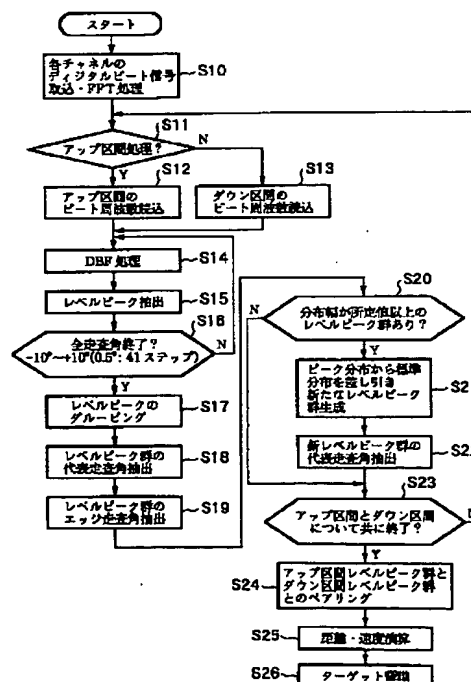 スタート
各チャネルの
ディジタルビート信号
取込・FFT処理
S10
アップ区間処理?
S11
N
Y
S12
アップ区間の
ビート周波数読込
S13
ダウン区間の
ビート周波数読込
DBF処理
S14
レベルピーク抽出
S15
S16
全走査角終了?
-10°~+10°(0.5°:41ステップ)
N
Y
レベルピークの
グルーピング
S17
レベルピーク群の
代表走査角抽出
S18
レベルピーク群の
エッジ走査角抽出
S19
S20
N
分布幅が所定値以上の
レベルピーク群あり?
Y
ピーク分布から標準
分布を差し引き
新たなレベルピーク
群生成
新レベルピーク群の
代表走査角抽出
S23
アップ区間とダウン区間
について共に終了?
Y
S24
アップ区間レベルピーク群と
ダウン区間レベルピーク群
とのペアリング
S25
距離・速度演算
S26
ターゲット